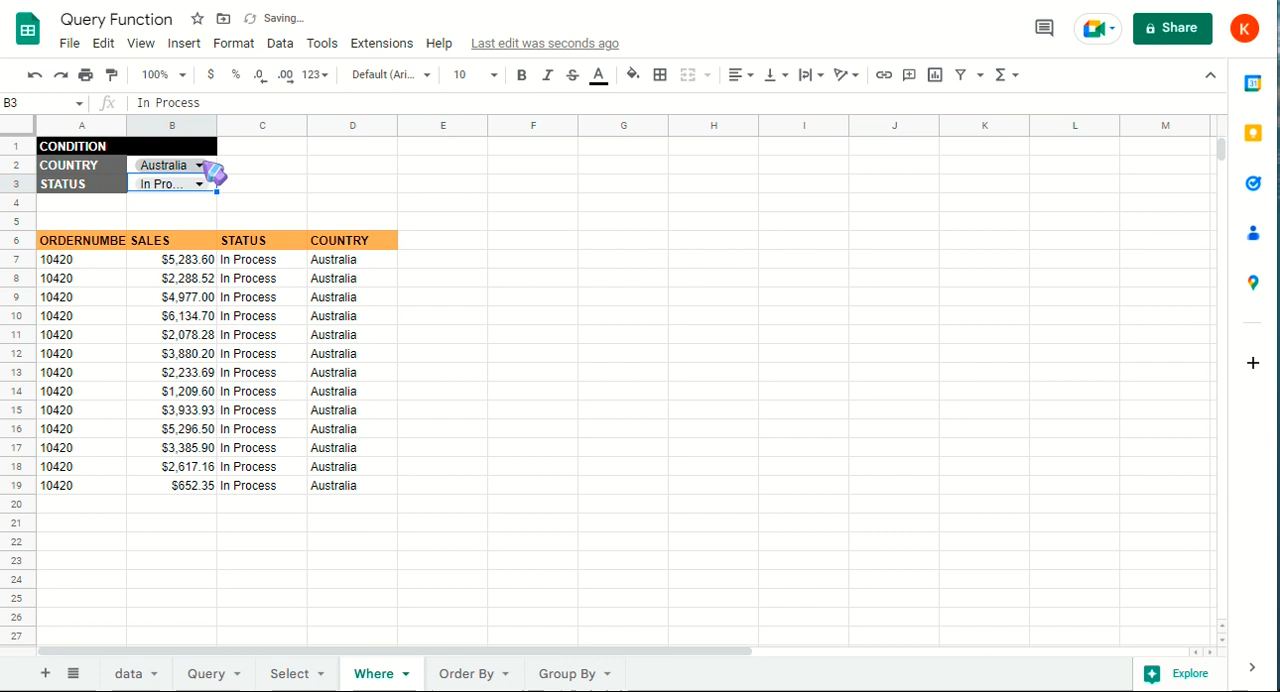 Query Function Saving…
File Edit View Insert Format Data Tools Extensions Help Last edit was seconds ago
Share
K
100% $ % .0 .00 123 Default (Ari... 10 B I S A
B3 fx In Process
A B C D E F G H I J K L M
1 CONDITION
2 COUNTRY Australia
3 STATUS In Pro...
4
5
6 ORDERNUMBE SALES STATUS COUNTRY
7 10420 $5,283.60 In Process Australia
8 10420 $2,288.52 In Process Australia
9 10420 $4,977.00 In Process Australia
10 10420 $6,134.70 In Process Australia
11 10420 $2,078.28 In Process Australia
12 10420 $3,880.20 In Process Australia
13 10420 $2,233.69 In Process Australia
14 10420 $1,209.60 In Process Australia
15 10420 $3,933.93 In Process Australia
16 10420 $5,296.50 In Process Australia
17 10420 $3,385.90 In Process Australia
18 10420 $2,617.16 In Process Australia
19 10420 $652.35 In Process Australia
20
21
22
23
24
25
26
27
data Query Select Where Order By Group By Explore